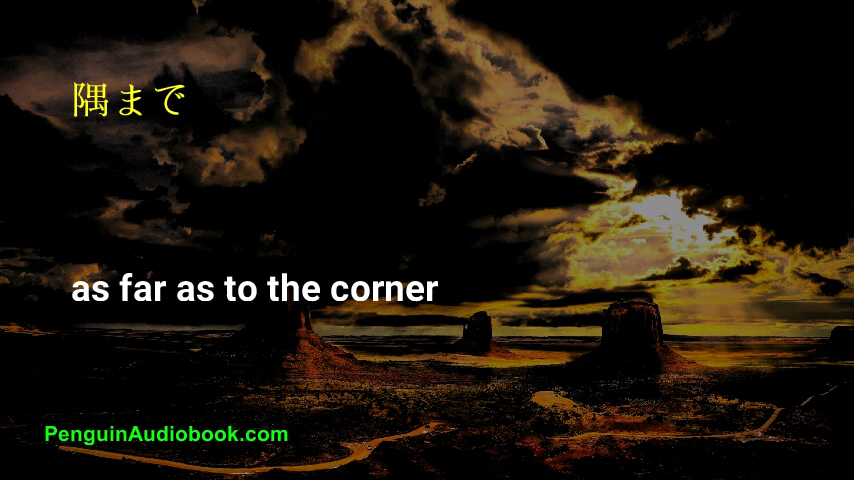 隅まで
as far as to the corner
PenguinAudiobook.com